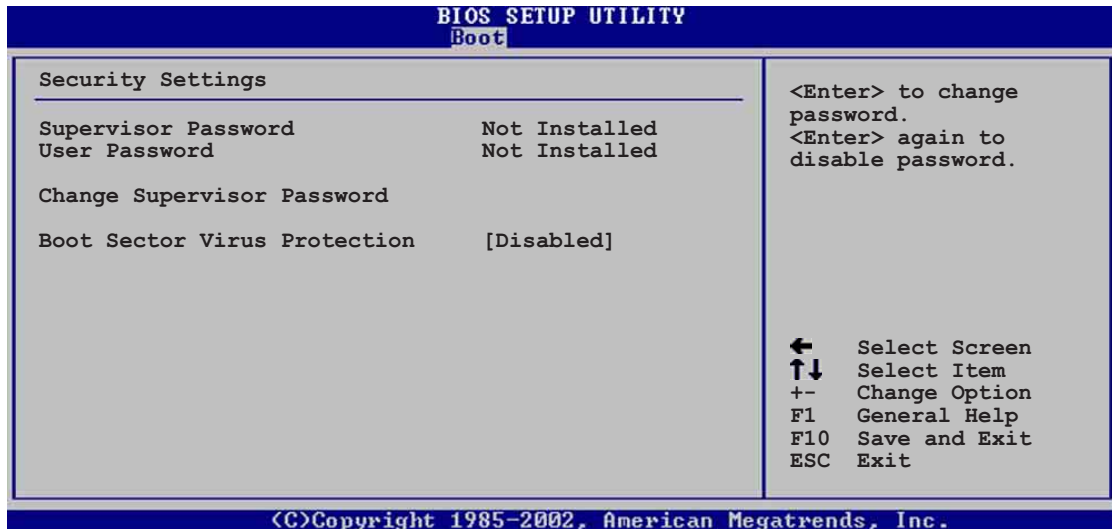 BIOS SETUP UTILITY
Boot
Security Settings
Supervisor Password Not Installed
User Password Not Installed
Change Supervisor Password
Boot Sector Virus Protection [Disabled]
<Enter> to change
password.
<Enter> again to
disable password.
← Select Screen
↑↓ Select Item
+- Change Option
F1 General Help
F10 Save and Exit
ESC Exit
(C)Copyright 1985-2002, American Megatrends, Inc.